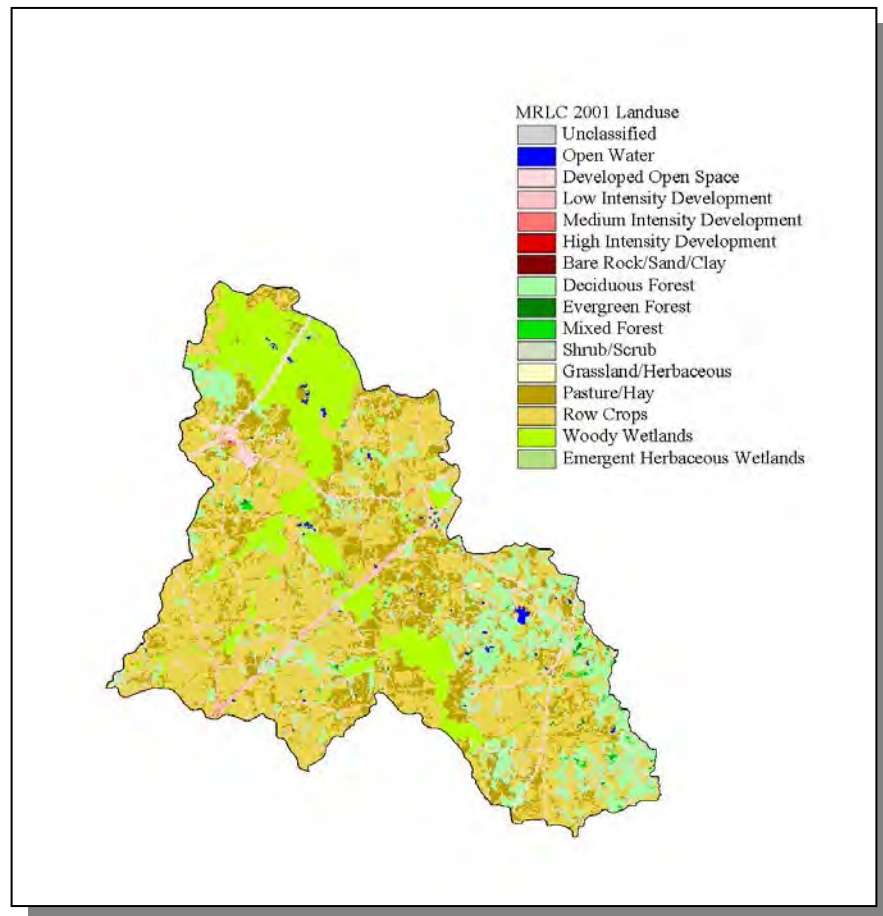 MRLC 2001 Landuse
Unclassified
Open Water
Developed Open Space
Low Intensity Development
Medium Intensity Development
High Intensity Development
Bare Rock/Sand/Clay
Deciduous Forest
Evergreen Forest
Mixed Forest
Shrub/Scrub
Grassland/Herbaceous
Pasture/Hay
Row Crops
Woody Wetlands
Emergent Herbaceous Wetlands